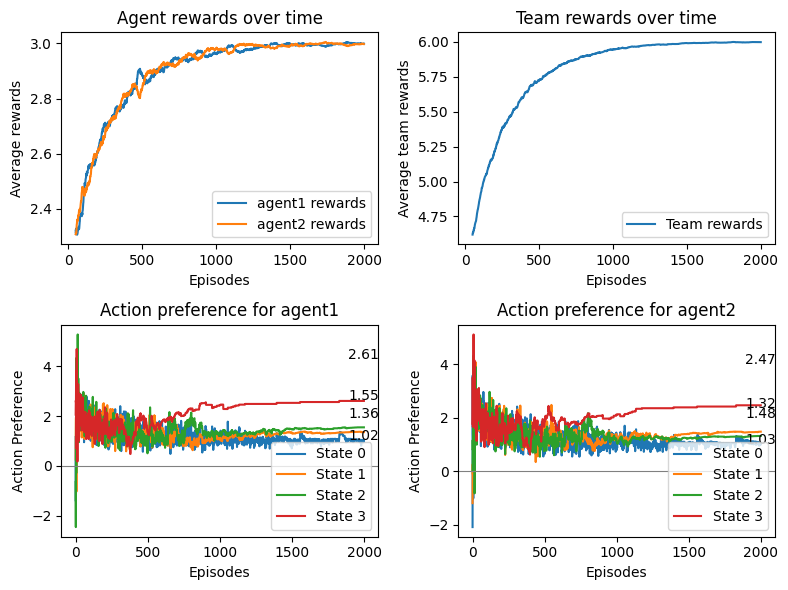 Agent rewards over time
Average rewards
3.0
2.8
2.6
2.4
0
500
1000
1500
2000
Episodes
agent1 rewards
agent2 rewards
Team rewards over time
Average team rewards
6.00
5.75
5.50
5.25
5.00
4.75
0
500
1000
1500
2000
Episodes
Team rewards
Action preference for agent1
Action Preference
4
2
0
−2
0
500
1000
1500
2000
Episodes
2.61
1.55
1.36
1.02
State 0
State 1
State 2
State 3
Action preference for agent2
Action Preference
4
2
0
−2
0
500
1000
1500
2000
Episodes
2.47
1.32
1.48
1.03
State 0
State 1
State 2
State 3